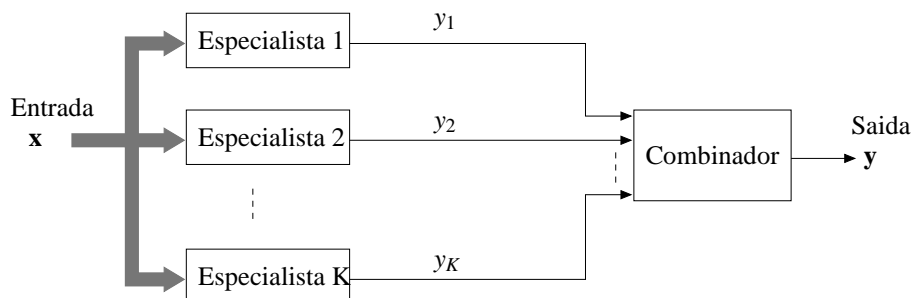 Especialista 1
y1
Entrada
x
Especialista 2
y2
Combinador
Saida
y
Especialista K
yK